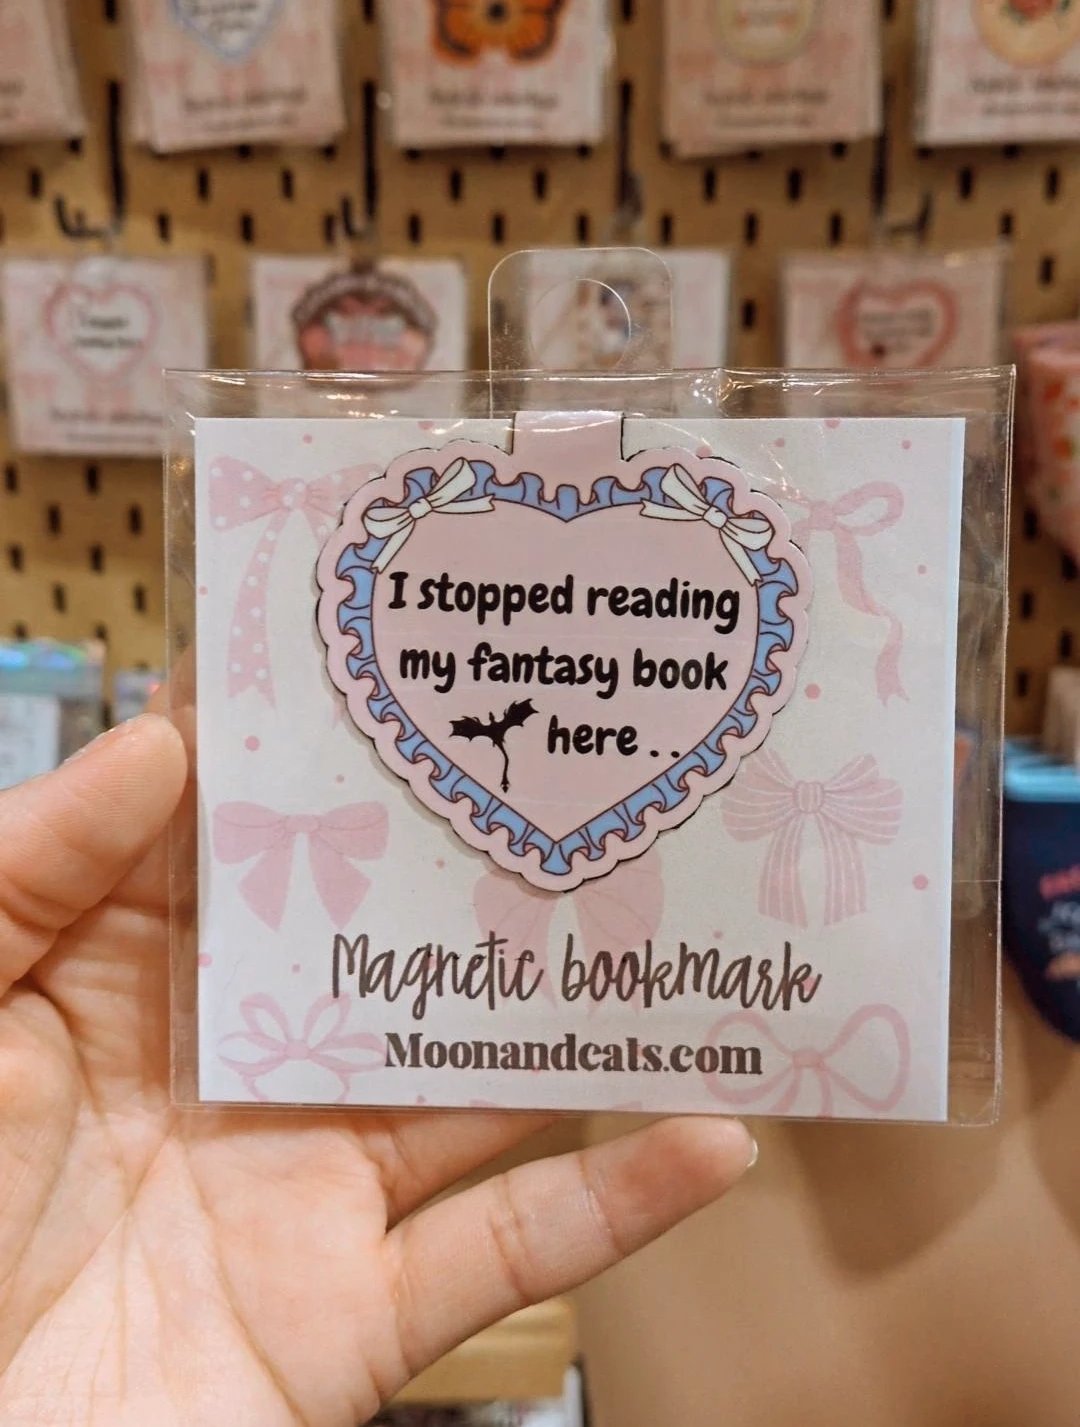 I stopped reading
my fantasy book
here . .
Magnetic bookmark
Moonandcats.com